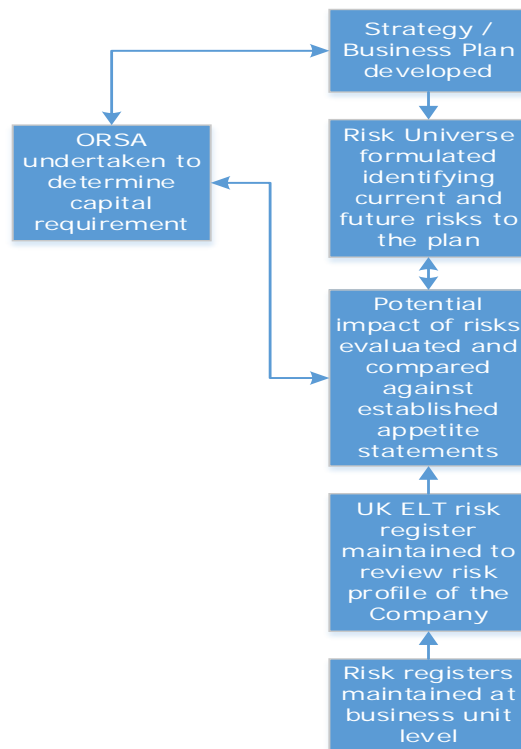 Strategy /
Business Plan
developed
ORSA
undertaken to
determine
capital
requirement
Risk Universe
formulated
identifying
current and
future risks to
the plan
Potential
impact of risks
evaluated and
compared
against
established
appetite
statements
UK ELT risk
register
maintained to
review risk
profile of the
Company
Risk registers
maintained at
business unit
level